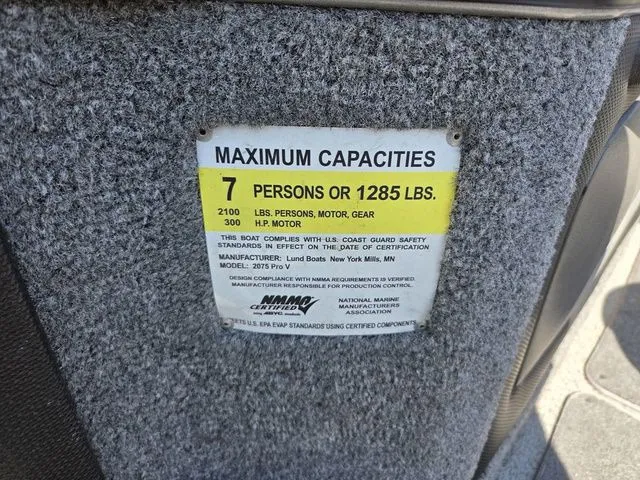 MAXIMUM CAPACITIES
7 PERSONS OR 1285 LBS.
2100 LBS. PERSONS, MOTOR, GEAR
300 H.P. MOTOR
THIS BOAT COMPLIES WITH U.S. COAST GUARD SAFETY
STANDARDS IN EFFECT ON THE DATE OF CERTIFICATION
MANUFACTURER: Lund Boats New York Mills, MN
MODEL: 2075 Pro V
DESIGN COMPLIANCE WITH NMMA REQUIREMENTS IS VERIFIED.
MANUFACTURER RESPONSIBLE FOR PRODUCTION CONTROL.
NMMA
CERTIFIED
using ABYC standards
NATIONAL MARINE
MANUFACTURERS
ASSOCIATION
U.S. EPA EVAP STANDARDS USING CERTIFIED COMPONENTS